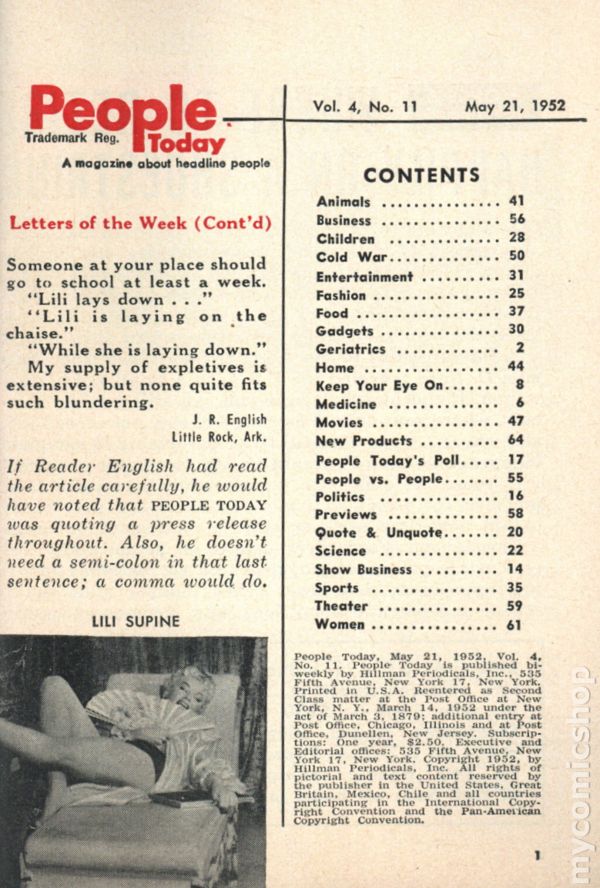 People
Trademark Reg. Today
A magazine about headline people
Vol. 4, No. 11 May 21, 1952
Letters of the Week (Cont'd)
Someone at your place should
go to school at least a week.
"Lili lays down . . ."
"Lili is laying on the
chaise."
"While she is laying down."
My supply of expletives is
extensive; but none quite fits
such blundering.
J. R. English
Little Rock, Ark.
If Reader English had read
the article carefully, he would
have noted that PEOPLE TODAY
was quoting a press release
throughout. Also, he doesn't
need a semi-colon in that last
sentence; a comma would do.
LILI SUPINE
CONTENTS
Animals ............... 41
Business ............... 56
Children .............. 28
Cold War.............. 50
Entertainment .......... 31
Fashion ................ 25
Food .................. 37
Gadgets ............... 30
Geriatrics ............. 2
Home ................. 44
Keep Your Eye On....... 8
Medicine .............. 6
Movies ................ 47
New Products .......... 64
People Today's Poll..... 17
People vs. People....... 55
Politics ............... 16
Previews .............. 58
Quote & Unquote....... 20
Science ............... 22
Show Business .......... 14
Sports ................ 35
Theater ................ 59
Women ................ 61
People Today, May 21, 1952, Vol. 4,
No. 11. People Today is published bi-
weekly by Hillman Periodicals, Inc., 535
Fifth Avenue, New York 17, New York.
Printed in U.S.A. Reentered as Second
Class matter at the Post Office at New
York, N. Y., March 14, 1952 under the
act of March 3, 1879; additional entry at
Post Office, Chicago, Illinois and at Post
Office, Dunellen, New Jersey. Subscrip-
tions: One year, $2.50. Executive and
Editorial offices: 535 Fifth Avenue, New
York 17, New York. Copyright 1952, by
Hillman Periodicals, Inc. All rights of
pictorial and text content reserved by
the publisher in the United States, Great
Britain, Mexico, Chile and all countries
participating in the International Copy-
right Convention and the Pan-American
Copyright Convention.
1
mycomicshop